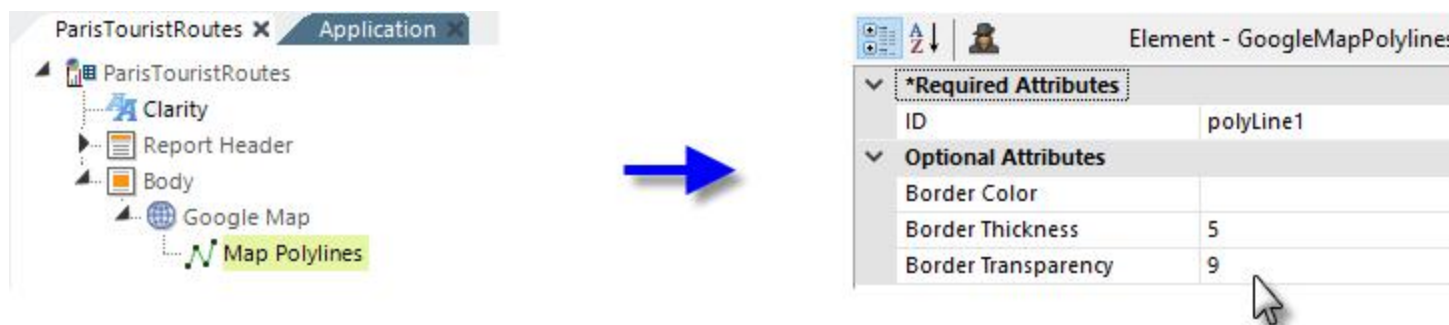 ParisTouristRoutes
Application
ParisTouristRoutes
Clarity
Report Header
Body
Google Map
Map Polylines
Element - GoogleMapPolylines
*Required Attributes
ID polyLine1
Optional Attributes
Border Color
Border Thickness 5
Border Transparency 9